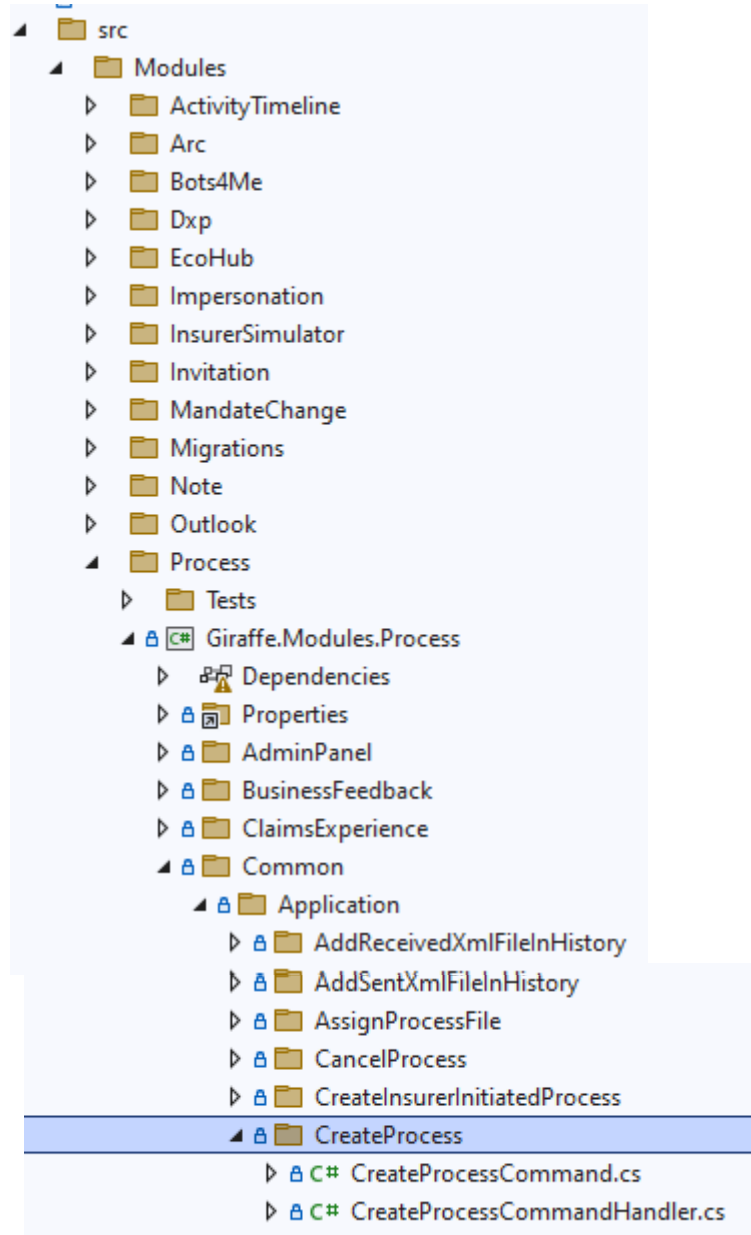 src
Modules
ActivityTimeline
Arc
Bots4Me
Dxp
EcoHub
Impersonation
InsurerSimulator
Invitation
MandateChange
Migrations
Note
Outlook
Process
Tests
C# Giraffe.Modules.Process
Dependencies
Properties
AdminPanel
BusinessFeedback
ClaimsExperience
Common
Application
AddReceivedXmlFileInHistory
AddSentXmlFileInHistory
AssignProcessFile
CancelProcess
CreateInsurerInitiatedProcess
CreateProcess
C# CreateProcessCommand.cs
C# CreateProcessCommandHandler.cs